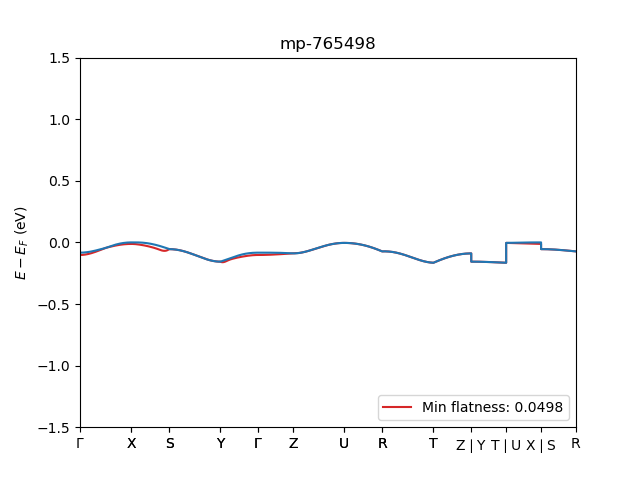 mp-765498
1.5
1.0
0.5
0.0
−0.5
−1.0
−1.5
E − E_F (eV)
Min flatness: 0.0498
Γ X S Y Γ Z U R T Z | Y T | U X | S R